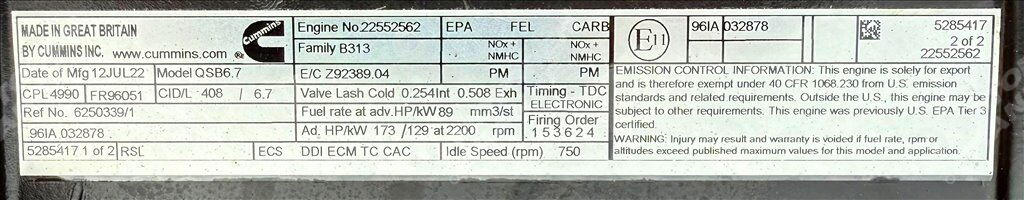 MADE IN GREAT BRITAIN
BY CUMMINS INC. www.cummins.com
Cummins
Engine No.22552562
Family B313
EPA FEL CARB
NOx + NMHC NOx + NMHC
PM PM
Date of Mfg 12JUL22 Model QSB6.7
E/C Z92389.04
CPL 4990 FR96051 CID/L 408 / 6.7
Valve Lash Cold 0.254Int 0.508 Exh
Timing - TDC
ELECTRONIC
Ref No. 6250339/1
Fuel rate at adv.HP/kW 89 mm3/st
Firing Order
1 5 3 6 2 4
.96IA.032878.
Ad. HP/kW 173 /129 at 2200 rpm
5285417 1 of 2 RSL ECS DDI ECM TC CAC Idle Speed (rpm) 750
E11
96IA 032878
5285417
2 of 2
22552562
EMISSION CONTROL INFORMATION: This engine is solely for export
and is therefore exempt under 40 CFR 1068.230 from U.S. emission
standards and related requirements. Outside the U.S., this engine may be
subject to other requirements. This engine was previously U.S. EPA Tier 3
certified.
WARNING: Injury may result and warranty is voided if fuel rate, rpm or
altitudes exceed published maximum values for this model and application.